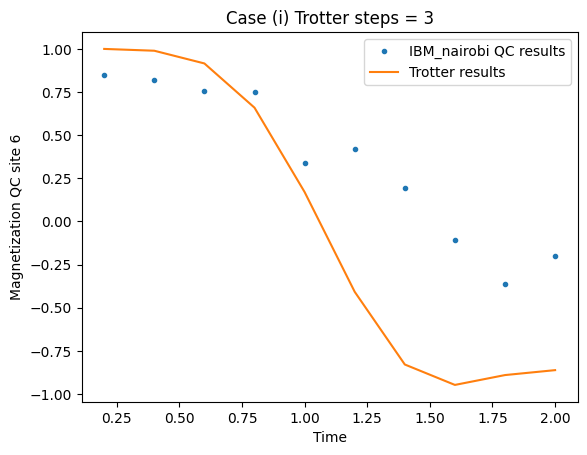 Case (i) Trotter steps = 3
IBM_nairobi QC results
Trotter results
Magnetization QC site 6
1.00
0.75
0.50
0.25
0.00
−0.25
−0.50
−0.75
−1.00
0.25 0.50 0.75 1.00 1.25 1.50 1.75 2.00
Time